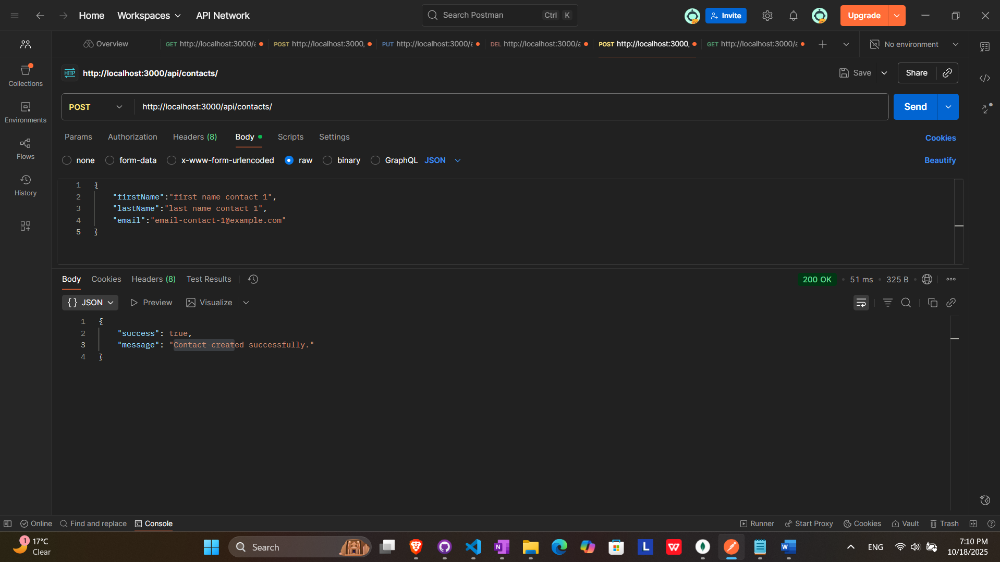 Home
Workspaces
API Network
Search Postman
Ctrl
K
Invite
Upgrade
Overview
GET http://localhost:3000/a
POST http://localhost:3000,
PUT http://localhost:3000/a
DEL http://localhost:3000/a
POST http://localhost:3000,
GET http://localhost:3000/a
No environment
Collections
Environments
Flows
History
HTTP
http://localhost:3000/api/contacts/
Save
Share
POST
http://localhost:3000/api/contacts/
Send
Params
Authorization
Headers (8)
Body
Scripts
Settings
Cookies
none
form-data
x-www-form-urlencoded
raw
binary
GraphQL
JSON
Beautify
1 {
2 "firstName":"first name contact 1",
3 "lastName":"last name contact 1",
4 "email":"email-contact-1@example.com"
5 }
Body
Cookies
Headers (8)
Test Results
200 OK
51 ms
325 B
{} JSON
Preview
Visualize
1 {
2 "success": true,
3 "message": "Contact created successfully."
4 }
Online
Find and replace
Console
Runner
Start Proxy
Cookies
Vault
Trash
1
17°C
Clear
Search
N
L
W
W
ENG
7:10 PM
10/18/2025